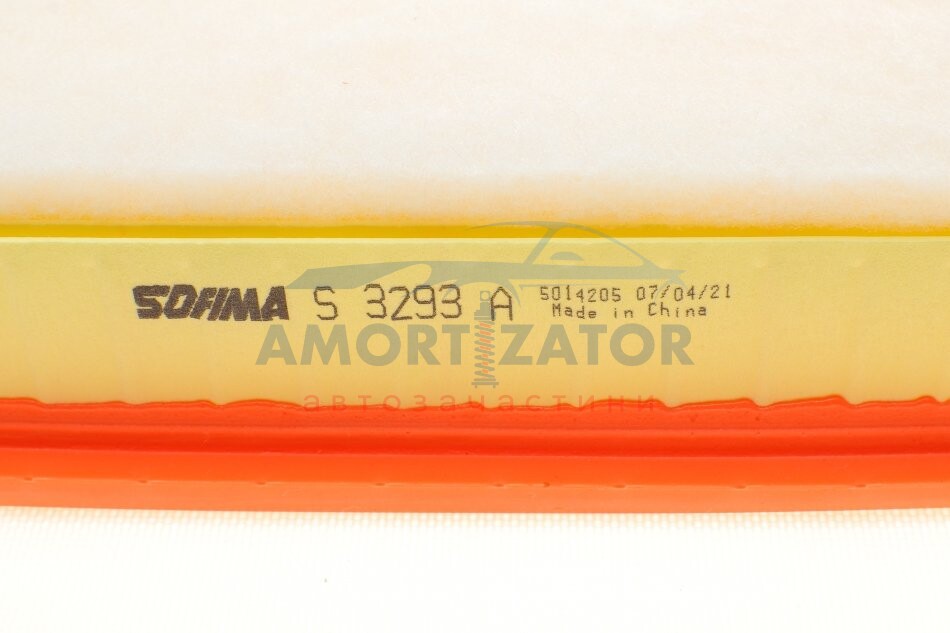 SOFIMA S 3293 A 5014205 07/04/21
Made in China
AMORTIZATOR
автозапчастини